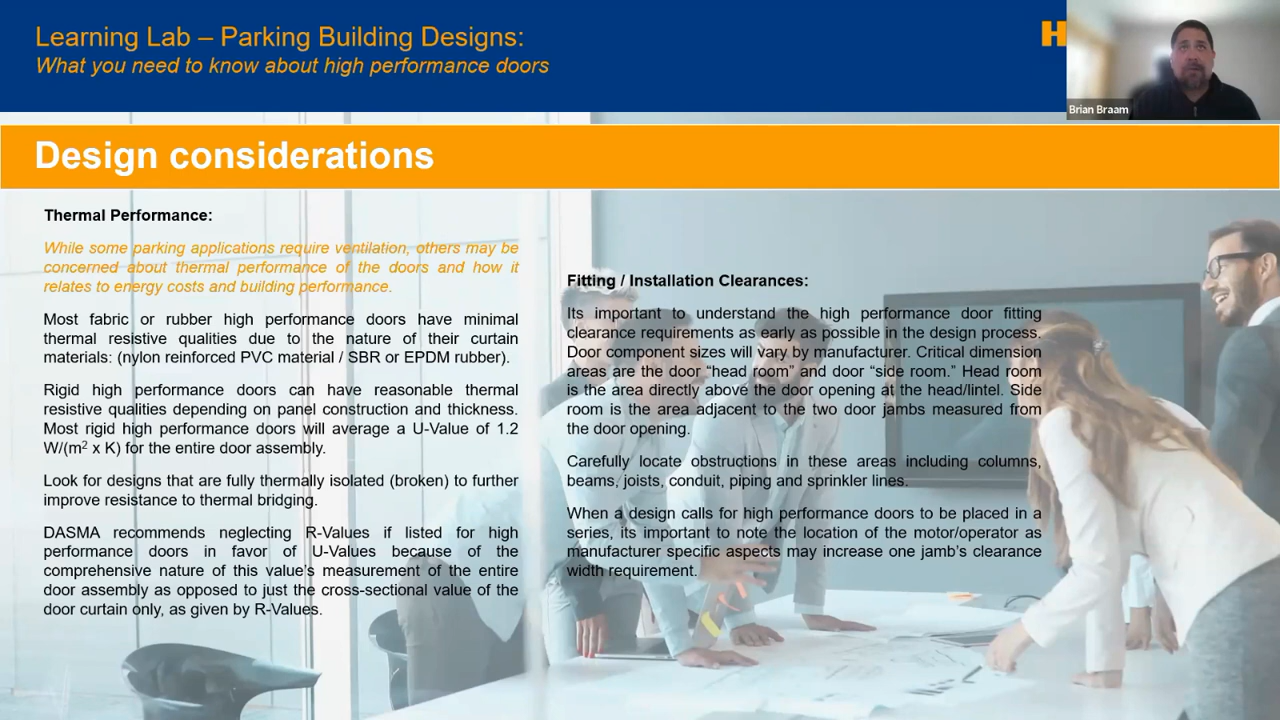 Learning Lab – Parking Building Designs:
What you need to know about high performance doors
H
Brian Braam
Design considerations
Thermal Performance:
While some parking applications require ventilation, others may be
concerned about thermal performance of the doors and how it
relates to energy costs and building performance.
Most fabric or rubber high performance doors have minimal
thermal resistive qualities due to the nature of their curtain
materials: (nylon reinforced PVC material / SBR or EPDM rubber).
Rigid high performance doors can have reasonable thermal
resistive qualities depending on panel construction and thickness.
Most rigid high performance doors will average a U-Value of 1.2
W/(m² x K) for the entire door assembly.
Look for designs that are fully thermally isolated (broken) to further
improve resistance to thermal bridging.
DASMA recommends neglecting R-Values if listed for high
performance doors in favor of U-Values because of the
comprehensive nature of this value's measurement of the entire
door assembly as opposed to just the cross-sectional value of the
door curtain only, as given by R-Values.
Fitting / Installation Clearances:
Its important to understand the high performance door fitting
clearance requirements as early as possible in the design process.
Door component sizes will vary by manufacturer. Critical dimension
areas are the door “head room” and door “side room.” Head room
is the area directly above the door opening at the head/lintel. Side
room is the area adjacent to the two door jambs measured from
the door opening.
Carefully locate obstructions in these areas including columns,
beams, joists, conduit, piping and sprinkler lines.
When a design calls for high performance doors to be placed in a
series, its important to note the location of the motor/operator as
manufacturer specific aspects may increase one jamb's clearance
width requirement.